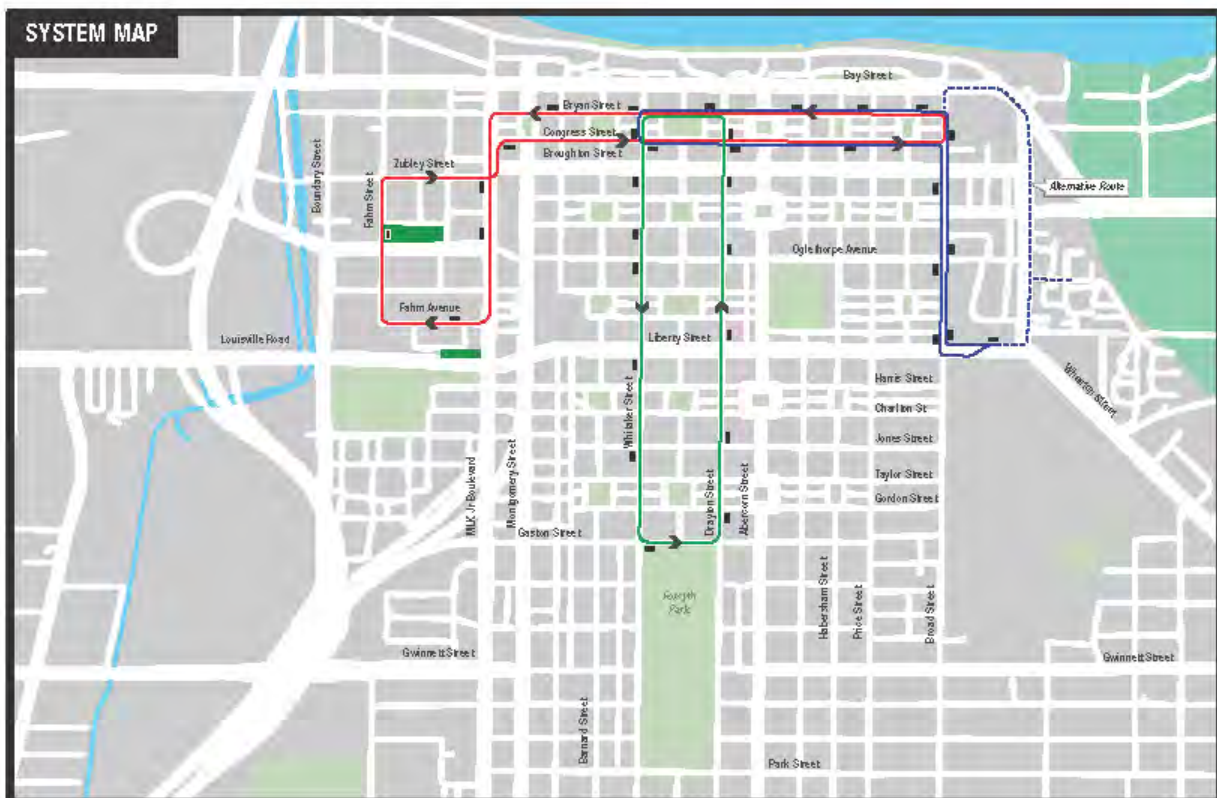 SYSTEM MAP
Bay Street
Bryan Street
Congress Street
Broughton Street
Zubley Street
Boundary Street
Fahm Street
Alternative Route
Oglethorpe Avenue
Fahm Avenue
Louisville Road
Liberty Street
Harris Street
Wheaton Street
Charlton St
Whitaker Street
Jones Street
MLK Jr Boulevard
Montgomery Street
Drayton Street
Abercorn Street
Taylor Street
Gordon Street
Gaston Street
Forsyth
Park
Habersham Street
Price Street
Broad Street
Gwinnett Street
Gwinnett Street
Barnard Street
Park Street